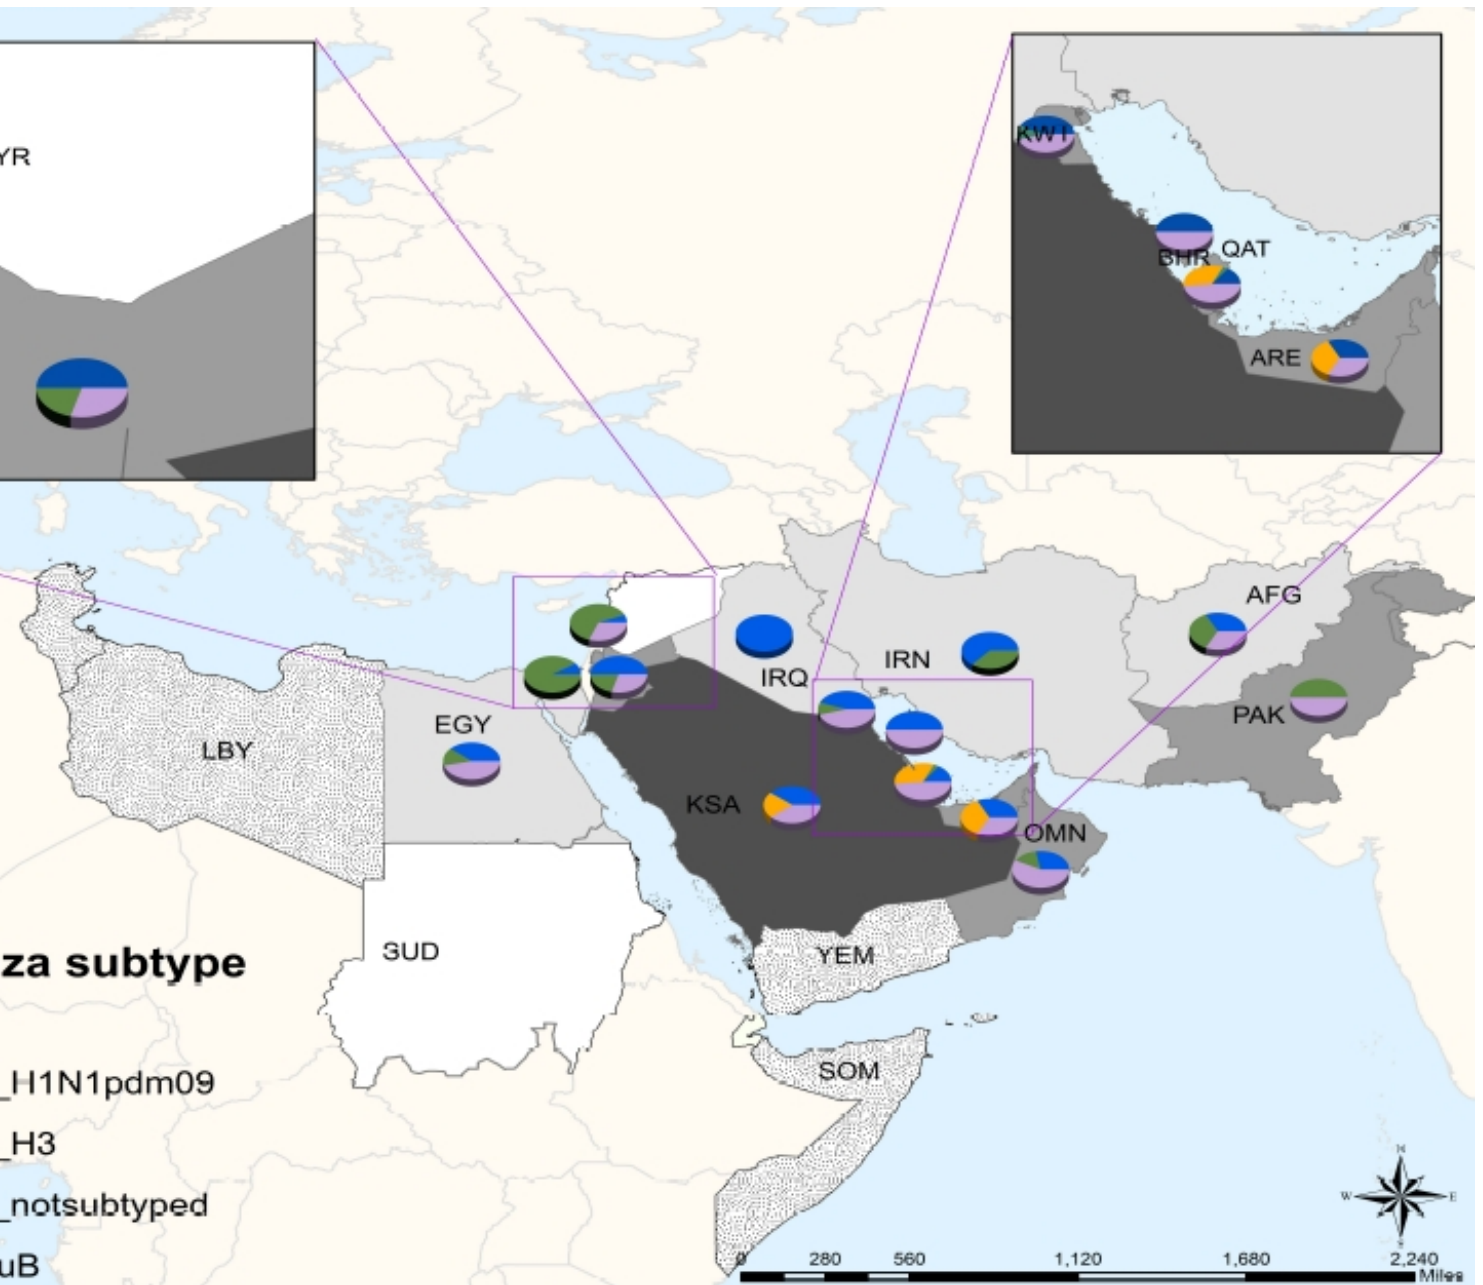 YR
KWT
BHR QAT
ARE
AFG
IRN
IRQ
PAK
EGY
LBY
KSA
OMN
SUD
YEM
za subtype
SOM
_H1N1pdm09
_H3
_notsubtyped
uB
N
W E
S
0 280 560 1,120 1,680 2,240
Miles